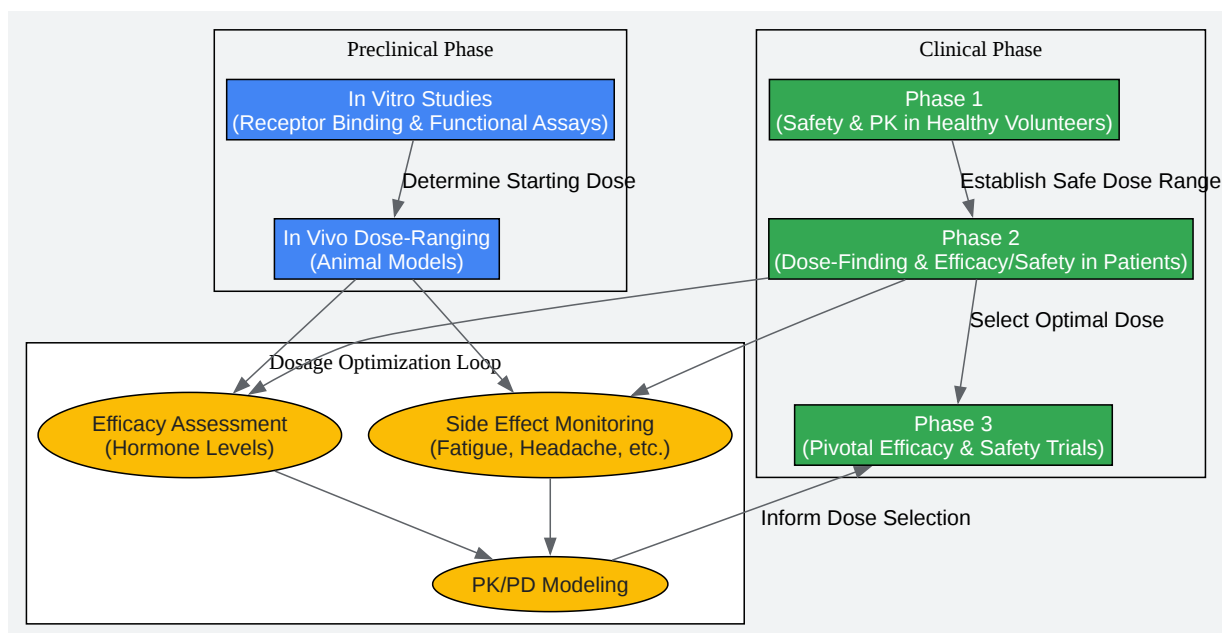 Preclinical Phase
In Vitro Studies
(Receptor Binding & Functional Assays)
Determine Starting Dose
In Vivo Dose-Ranging
(Animal Models)
Clinical Phase
Phase 1
(Safety & PK in Healthy Volunteers)
Establish Safe Dose Range
Phase 2
(Dose-Finding & Efficacy/Safety in Patients)
Select Optimal Dose
Phase 3
(Pivotal Efficacy & Safety Trials)
Dosage Optimization Loop
Efficacy Assessment
(Hormone Levels)
Side Effect Monitoring
(Fatigue, Headache, etc.)
Inform Dose Selection
PK/PD Modeling